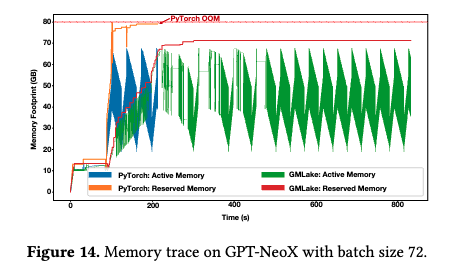 PyTorch OOM
80
70
60
50
40
30
20
10
0
Memory Footprint (GB)
PyTorch: Active Memory
GMLake: Active Memory
PyTorch: Reserved Memory
GMLake: Reserved Memory
0 200 400 600 800
Time (s)
Figure 14. Memory trace on GPT-NeoX with batch size 72.